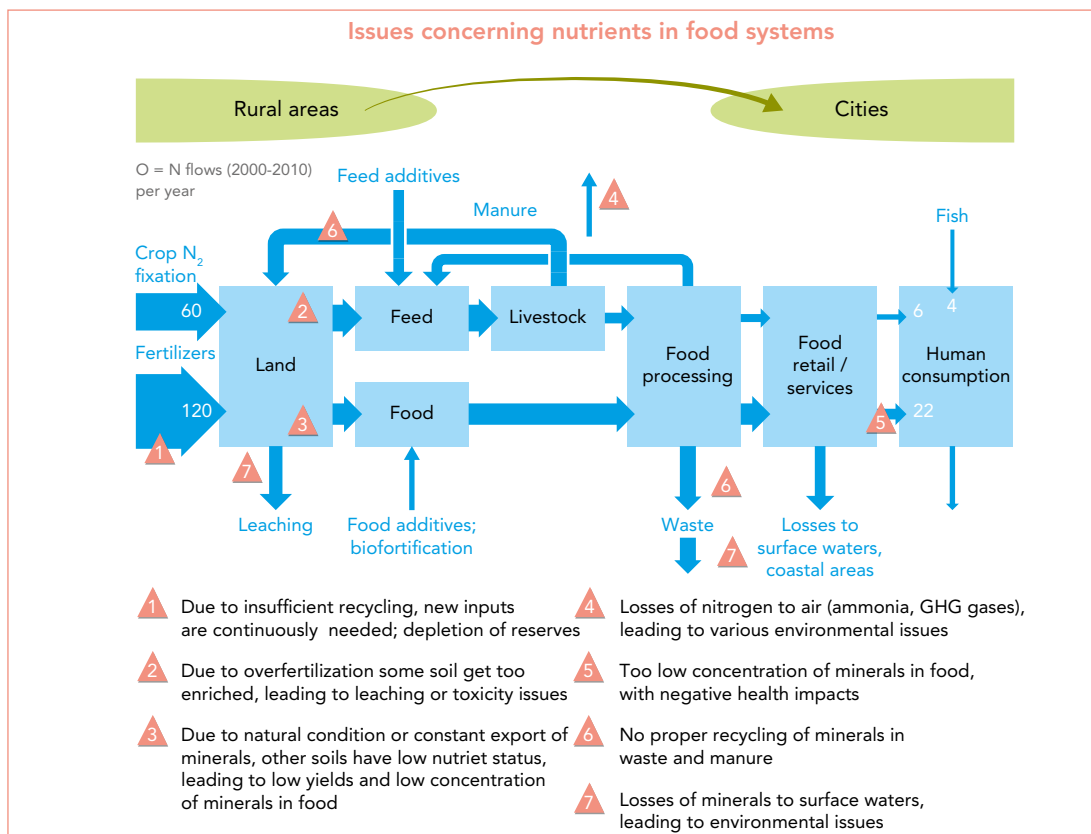 Issues concerning nutrients in food systems
Rural areas
Cities
O = N flows (2000-2010)
per year
Feed additives
Manure
4
6
Fish
Crop N2
fixation
60
2
Feed
Livestock
6
4
Fertilizers
Land
Food
processing
Food
retail /
services
Human
consumption
120
3
Food
5
22
1
7
6
Leaching
Food additives;
biofortification
Waste
7
Losses to
surface waters,
coastal areas
1 Due to insufficient recycling, new inputs
are continuously needed; depletion of reserves
2 Due to overfertilization some soil get too
enriched, leading to leaching or toxicity issues
3 Due to natural condition or constant export of
minerals, other soils have low nutriet status,
leading to low yields and low concentration
of minerals in food
4 Losses of nitrogen to air (ammonia, GHG gases),
leading to various environmental issues
5 Too low concentration of minerals in food,
with negative health impacts
6 No proper recycling of minerals in
waste and manure
7 Losses of minerals to surface waters,
leading to environmental issues